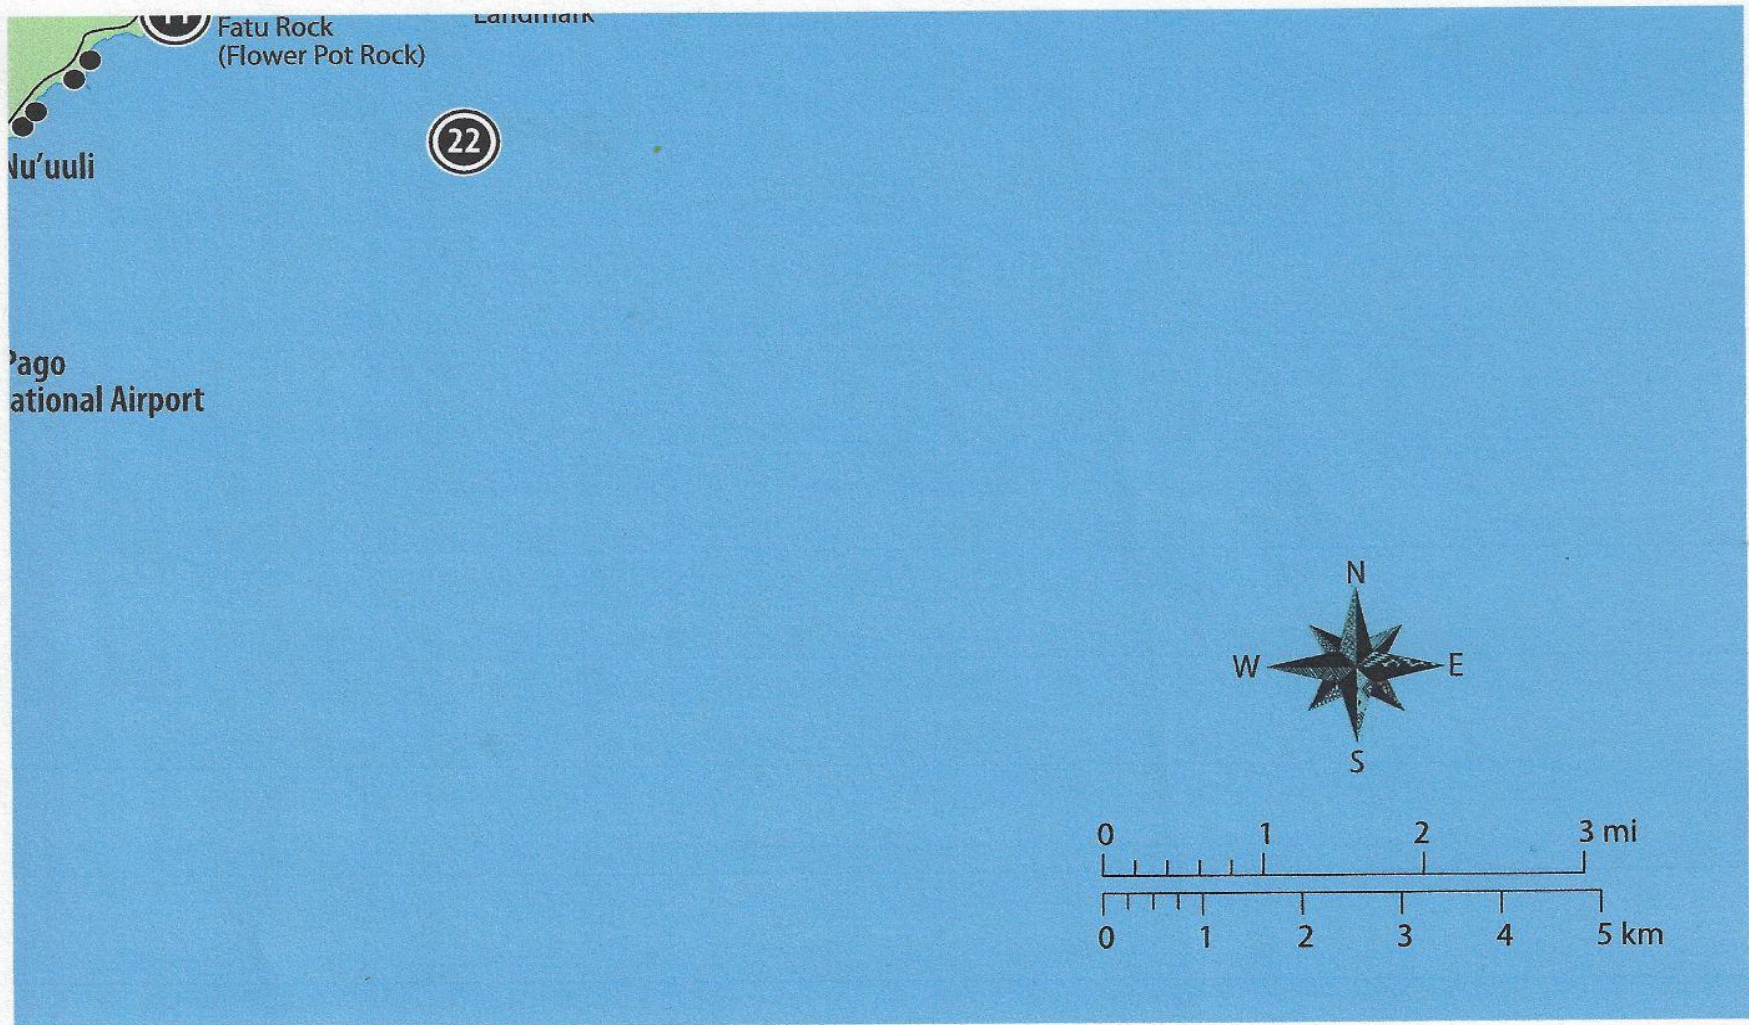 Landmark
Fatu Rock
(Flower Pot Rock)
22
Nu'uuli
Pago
ational Airport
N
W E
S
0 1 2 3 mi
0 1 2 3 4 5 km